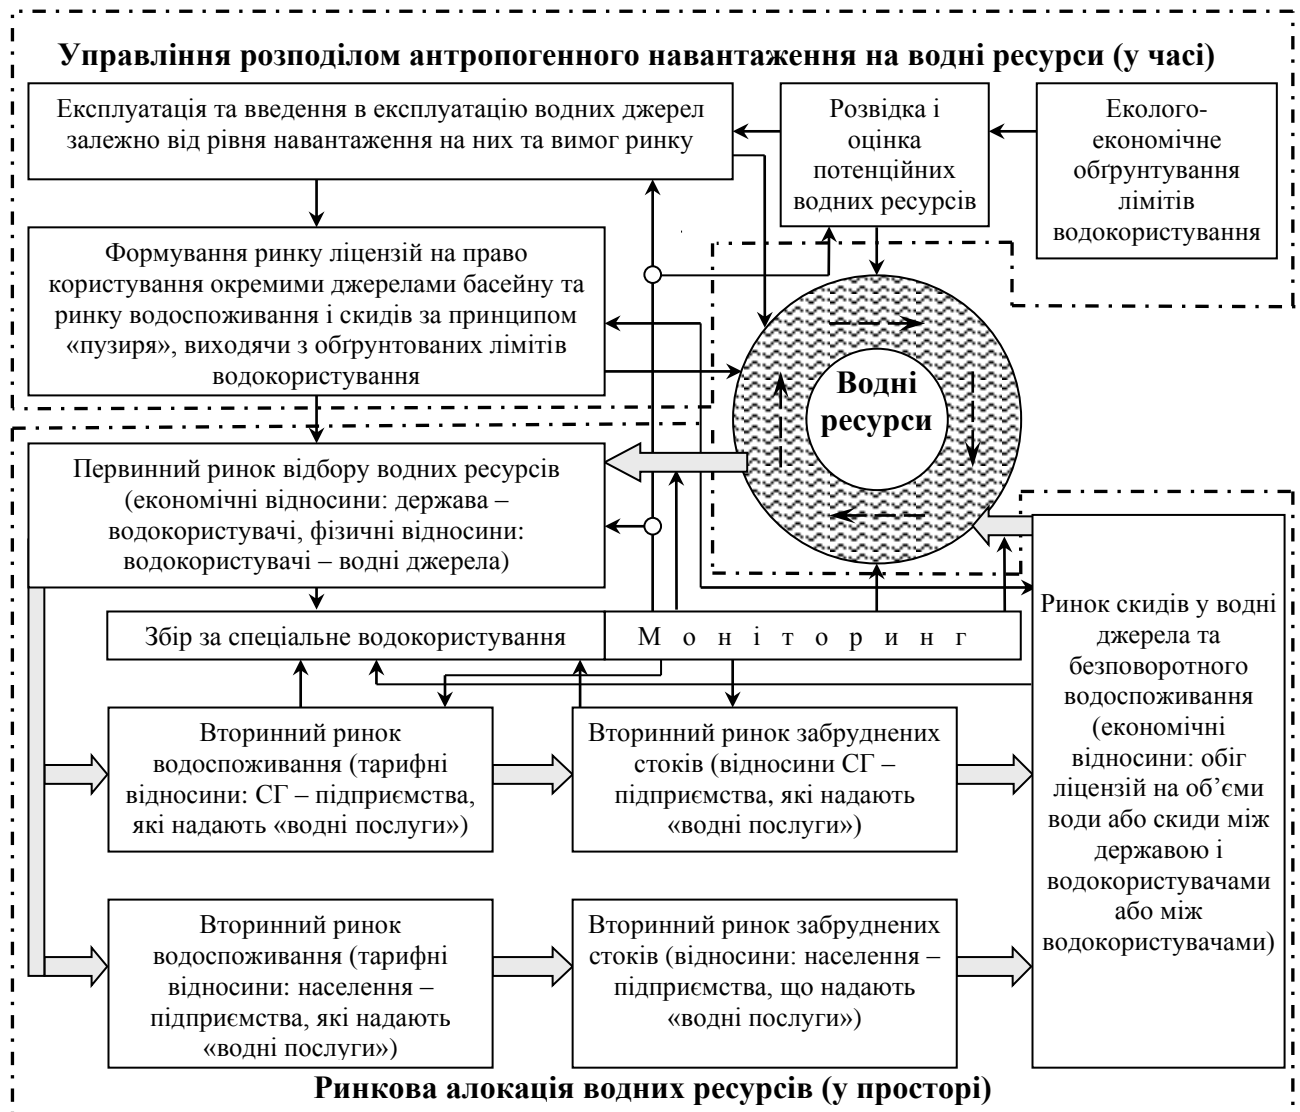 Управління розподілом антропогенного навантаження на водні ресурси (у часі)
Експлуатація та введення в експлуатацію водних джерел
залежно від рівня навантаження на них та вимог ринку
Розвідка і
оцінка
потенційних
водних ресурсів
Еколого-
економічне
обґрунтування
лімітів
водокористування
Формування ринку ліцензій на право
користування окремими джерелами басейну та
ринку водоспоживання і скидів за принципом
«пузиря», виходячи з обґрунтованих лімітів
водокористування
Водні
ресурси
Первинний ринок відбору водних ресурсів
(економічні відносини: держава –
водокористувачі, фізичні відносини:
водокористувачі – водні джерела)
Збір за спеціальне водокористування
М о н і т о р и н г
Вторинний ринок
водоспоживання (тарифні
відносини: СГ – підприємства,
які надають «водні послуги»)
Вторинний ринок забруднених
стоків (відносини СГ –
підприємства, які надають
«водні послуги»)
Ринок скидів у водні
джерела та
безповоротного
водоспоживання
(економічні
відносини: обіг
ліцензій на об’єми
води або скиди між
державою і
водокористувачами
або між
водокористувачами)
Вторинний ринок
водоспоживання (тарифні
відносини: населення –
підприємства, які надають
«водні послуги»)
Вторинний ринок забруднених
стоків (відносини: населення –
підприємства, що надають
«водні послуги»)
Ринкова алокація водних ресурсів (у просторі)